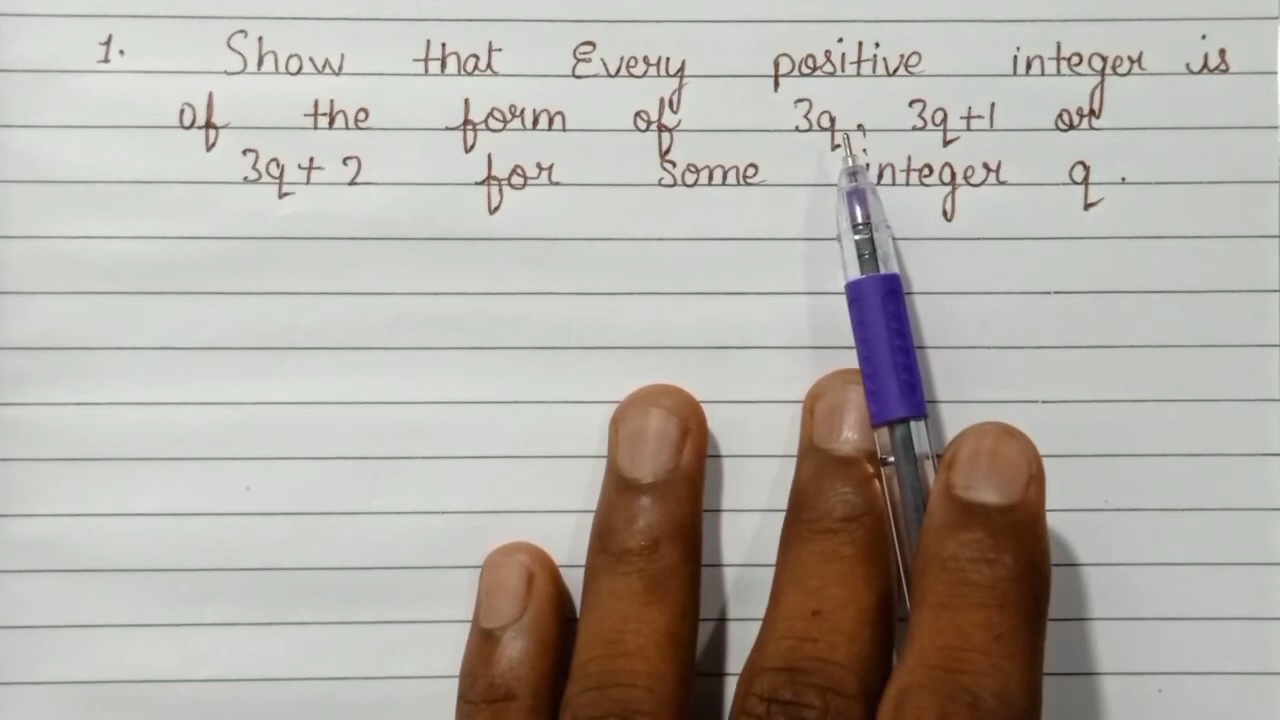 1. Show that Every positive integer is
of the form of 3q, 3q+1 or
3q+2 for some integer q.